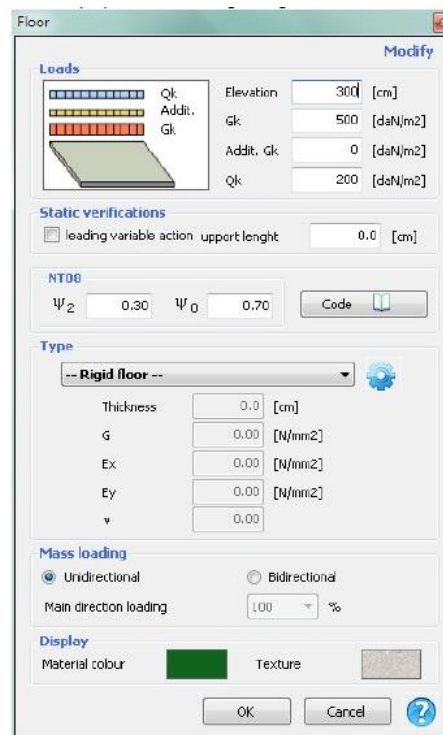 Floor
Modify
Loads
Qk
Addit.
Gk
Elevation 300 [cm]
Gk 500 [daN/m2]
Addit. Gk 0 [daN/m2]
Qk 200 [daN/m2]
Static verifications
leading variable action upport lenght 0.0 [cm]
NT08
Ψ2 0.30 Ψ0 0.70 Code
Type
-- Rigid floor --
Thickness 0.0 [cm]
G 0.00 [N/mm2]
Ex 0.00 [N/mm2]
Ey 0.00 [N/mm2]
ν 0.00
Mass loading
Unidirectional Bidirectional
Main direction loading 100 %
Display
Material colour Texture
OK Cancel ?